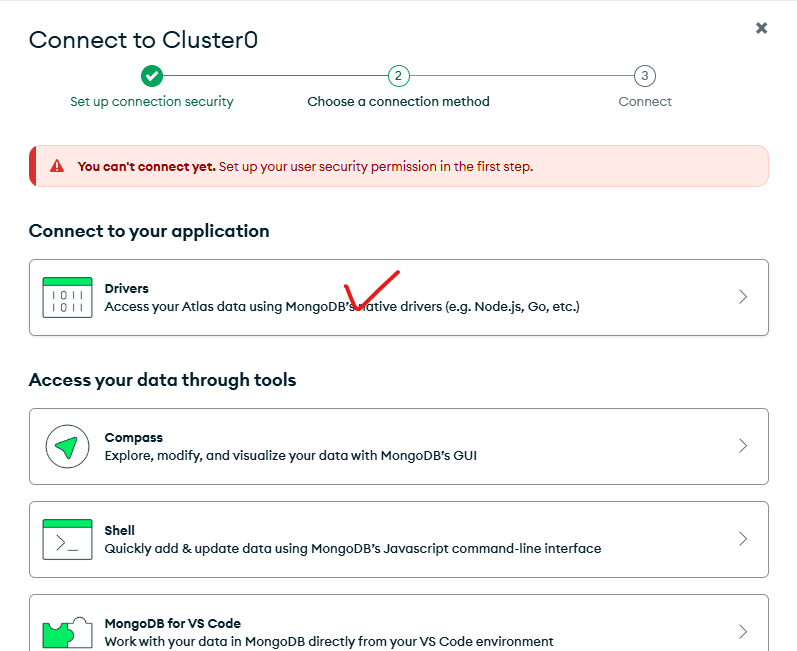 Connect to Cluster0
2
3
Set up connection security
Choose a connection method
Connect
You can't connect yet. Set up your user security permission in the first step.
Connect to your application
Drivers
Access your Atlas data using MongoDB's native drivers (e.g. Node.js, Go, etc.)
Access your data through tools
Compass
Explore, modify, and visualize your data with MongoDB's GUI
Shell
Quickly add & update data using MongoDB's Javascript command-line interface
MongoDB for VS Code
Work with your data in MongoDB directly from your VS Code environment